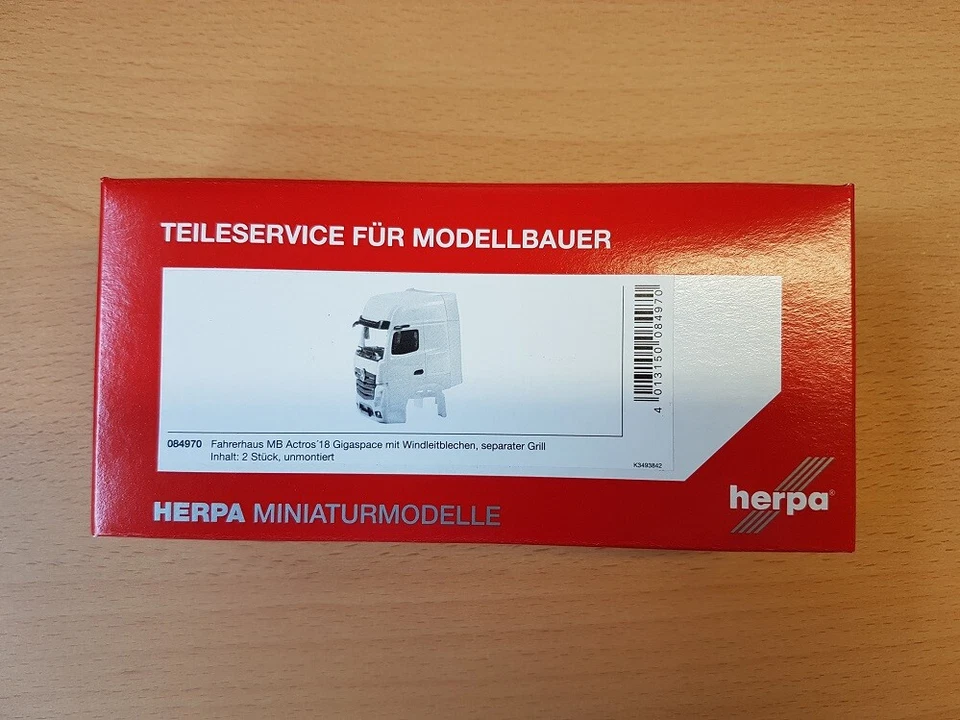 TEILESERVICE FÜR MODELLBAUER
4 013150 084970
084970 Fahrerhaus MB Actros´18 Gigaspace mit Windleitblechen, separater Grill
Inhalt: 2 Stück, unmontiert
K3493842
HERPA MINIATURMODELLE
herpa®